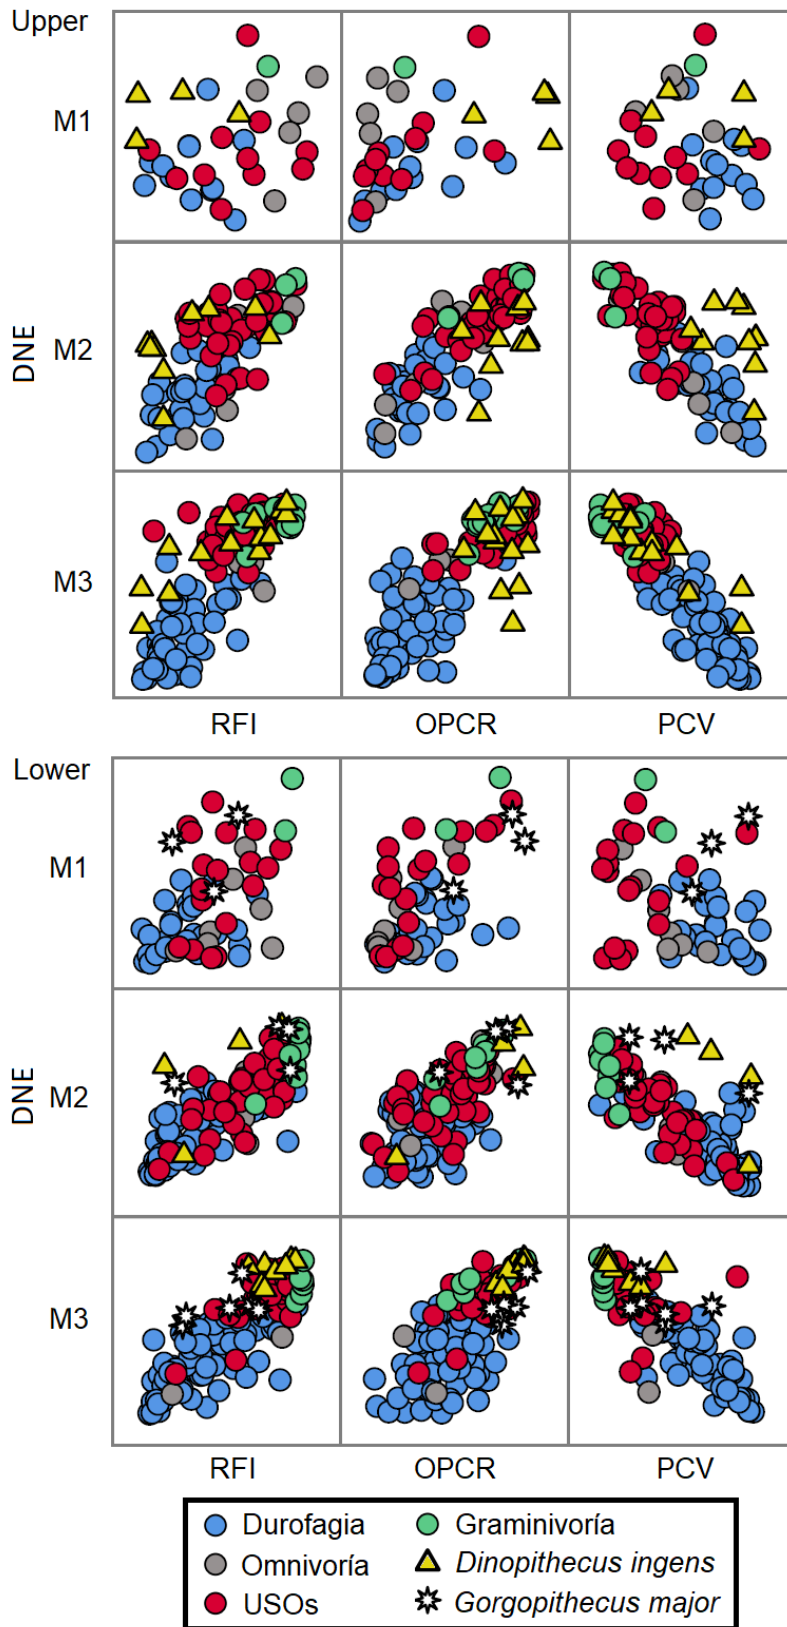 Upper
M1
DNE
M2
M3
RFI OPCR PCV
Lower
M1
DNE
M2
M3
RFI OPCR PCV
Durofagia
Graminivoría
Omnivoría
Dinopithecus ingens
USOs
Gorgopithecus major